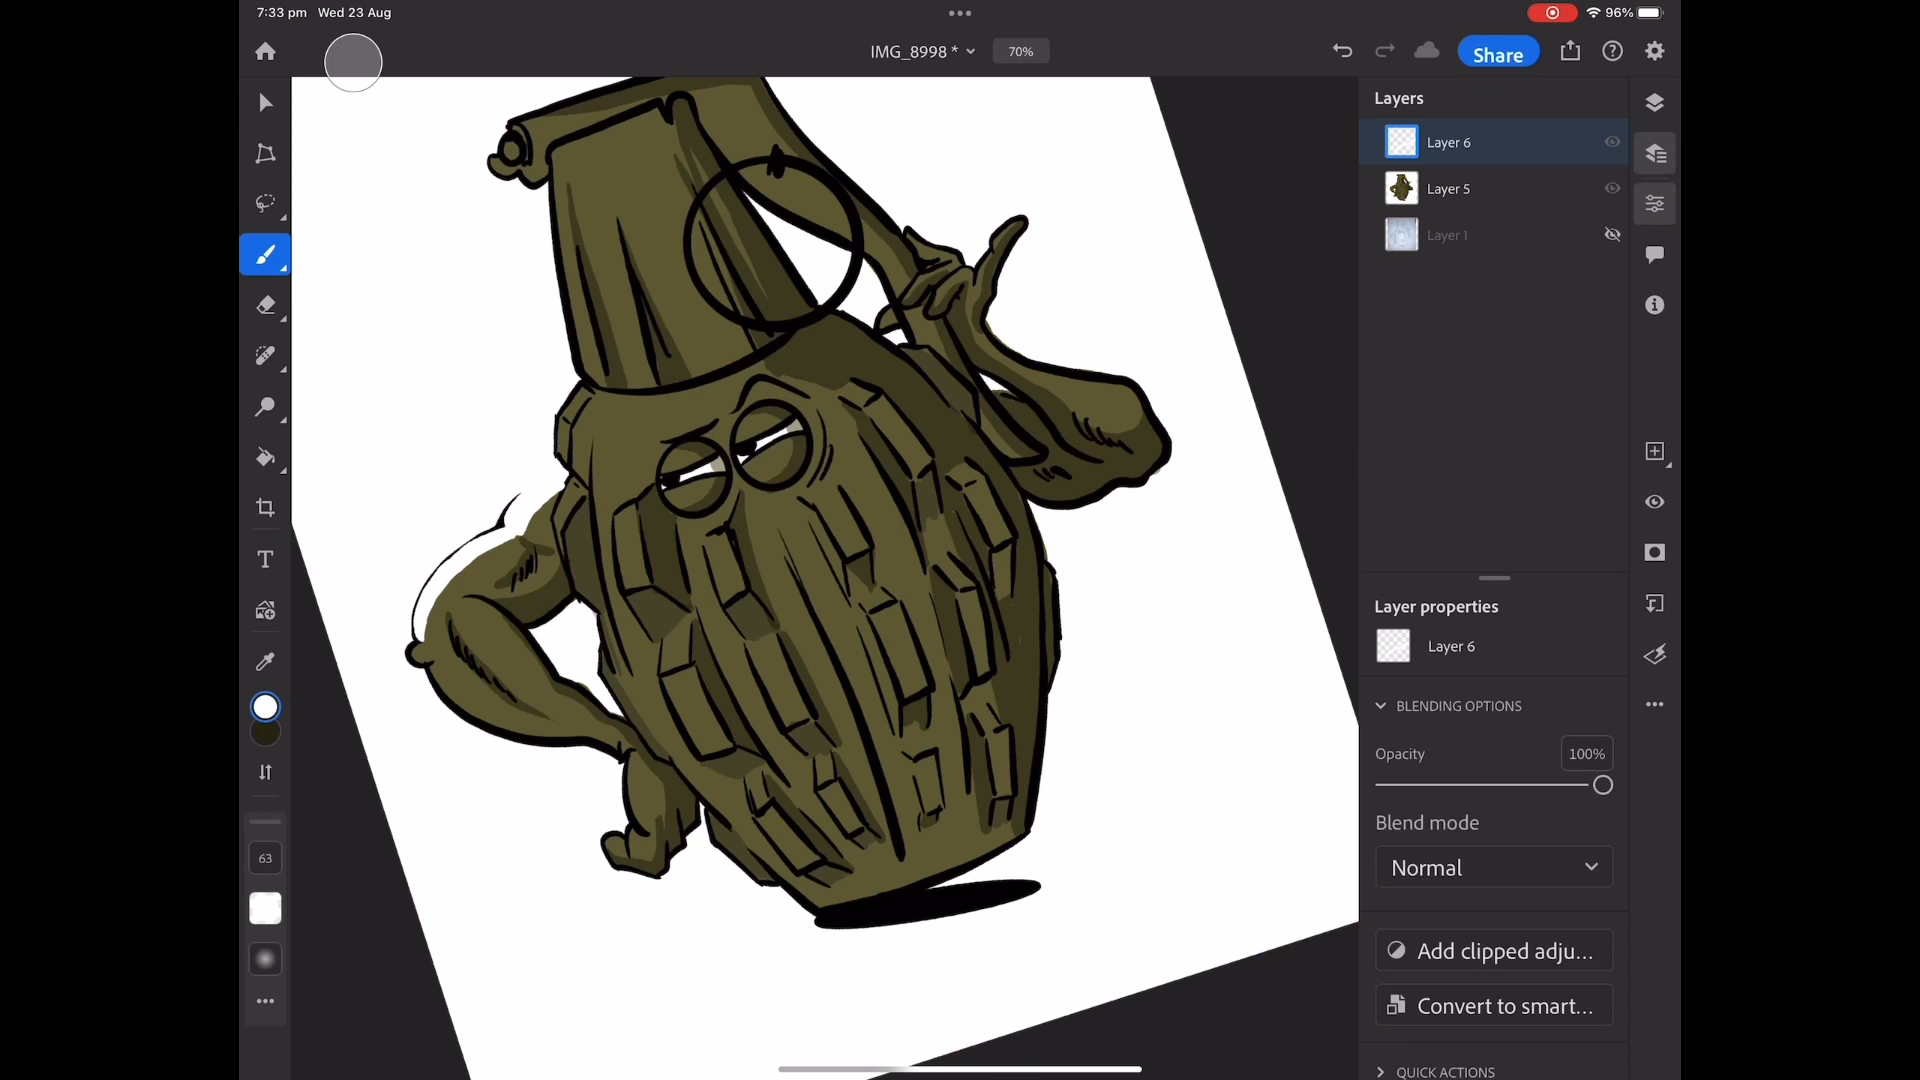 7:33 pm Wed 23 Aug
96%
IMG_8998 *
70%
Share
Layers
Layer 6
Layer 5
Layer 1
Layer properties
Layer 6
BLENDING OPTIONS
Opacity
100%
Blend mode
Normal
Add clipped adju...
Convert to smart...
QUICK ACTIONS
T
63